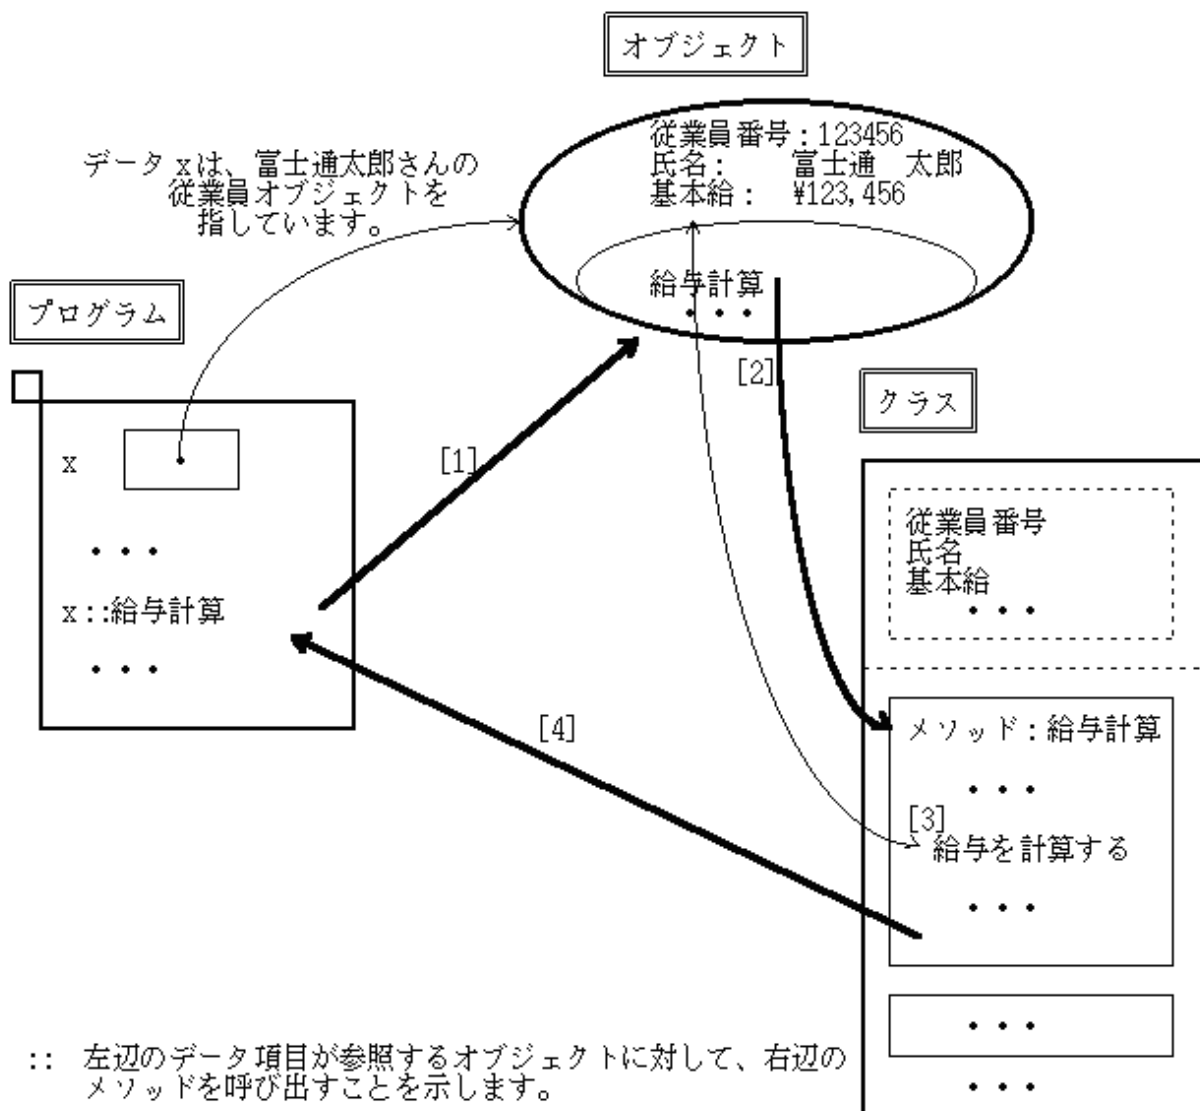 オブジェクト
従業員番号：123456
氏名：　富士通　太郎
基本給：　¥123,456
給与計算
・・・
データxは、富士通太郎さんの
従業員オブジェクトを
指しています。
プログラム
x
・・・
x::給与計算
・・・
[1]
[2]
[4]
クラス
従業員番号
氏名
基本給
・・・
メソッド：給与計算
・・・
[3]
給与を計算する
・・・
・・・
・・・
::　左辺のデータ項目が参照するオブジェクトに対して、右辺の
メソッドを呼び出すことを示します。